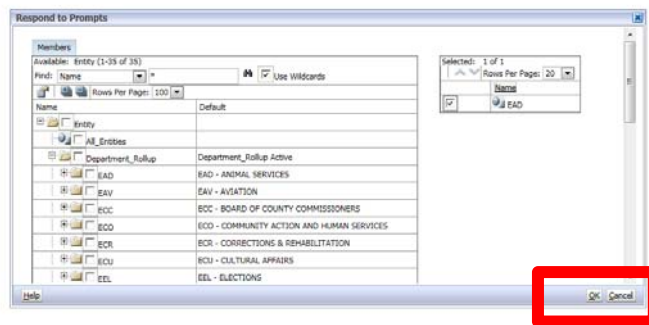 Respond to Prompts
Members
Available: Entity (1-35 of 35)
Find: Name * Use Wildcards
Rows Per Page: 100
Name Default
Entity
All_Entities
Department_Rollup Department_Rollup Active
EAD EAD - ANIMAL SERVICES
EAV EAV - AVIATION
ECC ECC - BOARD OF COUNTY COMMISSIONERS
ECO ECO - COMMUNITY ACTION AND HUMAN SERVICES
ECR ECR - CORRECTIONS & REHABILITATION
ECU ECU - CULTURAL AFFAIRS
EEL EEL - ELECTIONS
Selected: 1 of 1
Rows Per Page: 20
Name
EAD
Help OK Cancel